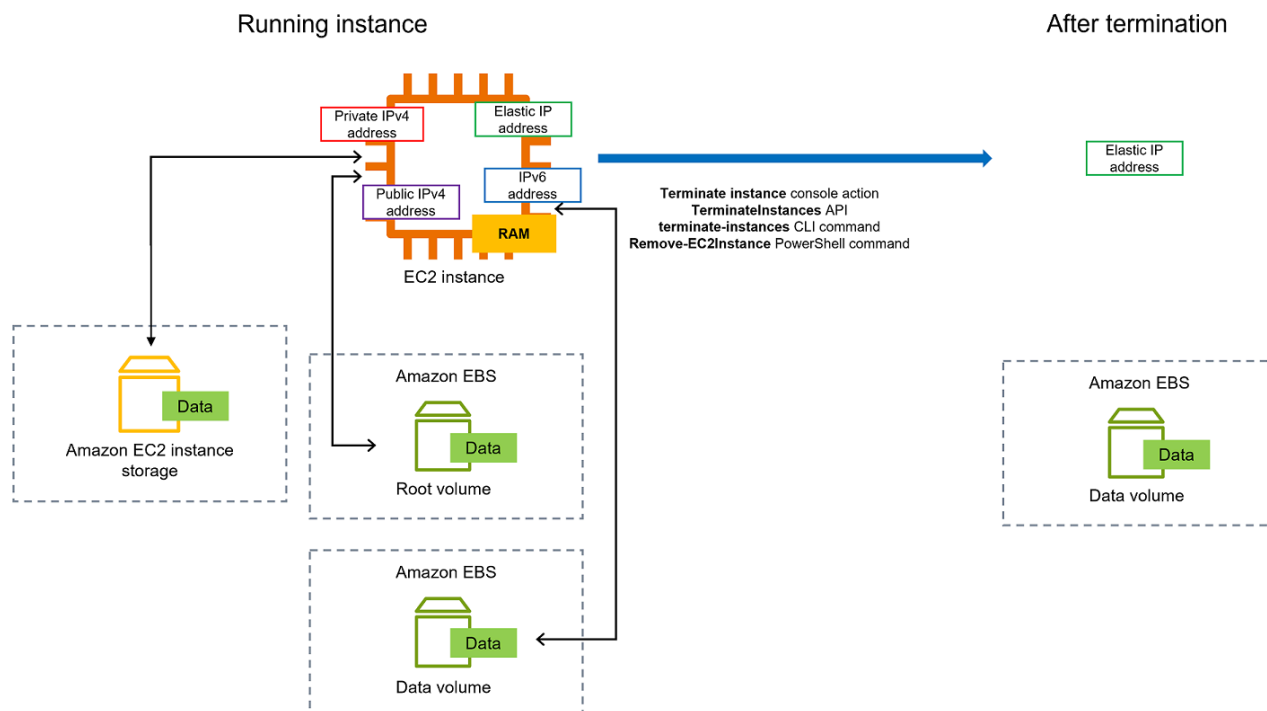 Running instance
After termination
Private IPv4
address
Elastic IP
address
Public IPv4
address
IPv6
address
RAM
EC2 instance
Terminate instance console action
TerminateInstances API
terminate-instances CLI command
Remove-EC2Instance PowerShell command
Elastic IP
address
Data
Amazon EC2 instance
storage
Amazon EBS
Data
Root volume
Amazon EBS
Data
Data volume
Amazon EBS
Data
Data volume